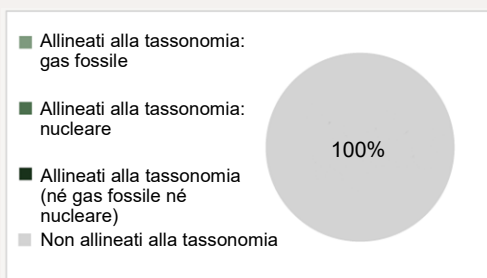 Allineati alla tassonomia:
gas fossile
Allineati alla tassonomia:
nucleare
Allineati alla tassonomia
(né gas fossile né
nucleare)
Non allineati alla tassonomia
100%